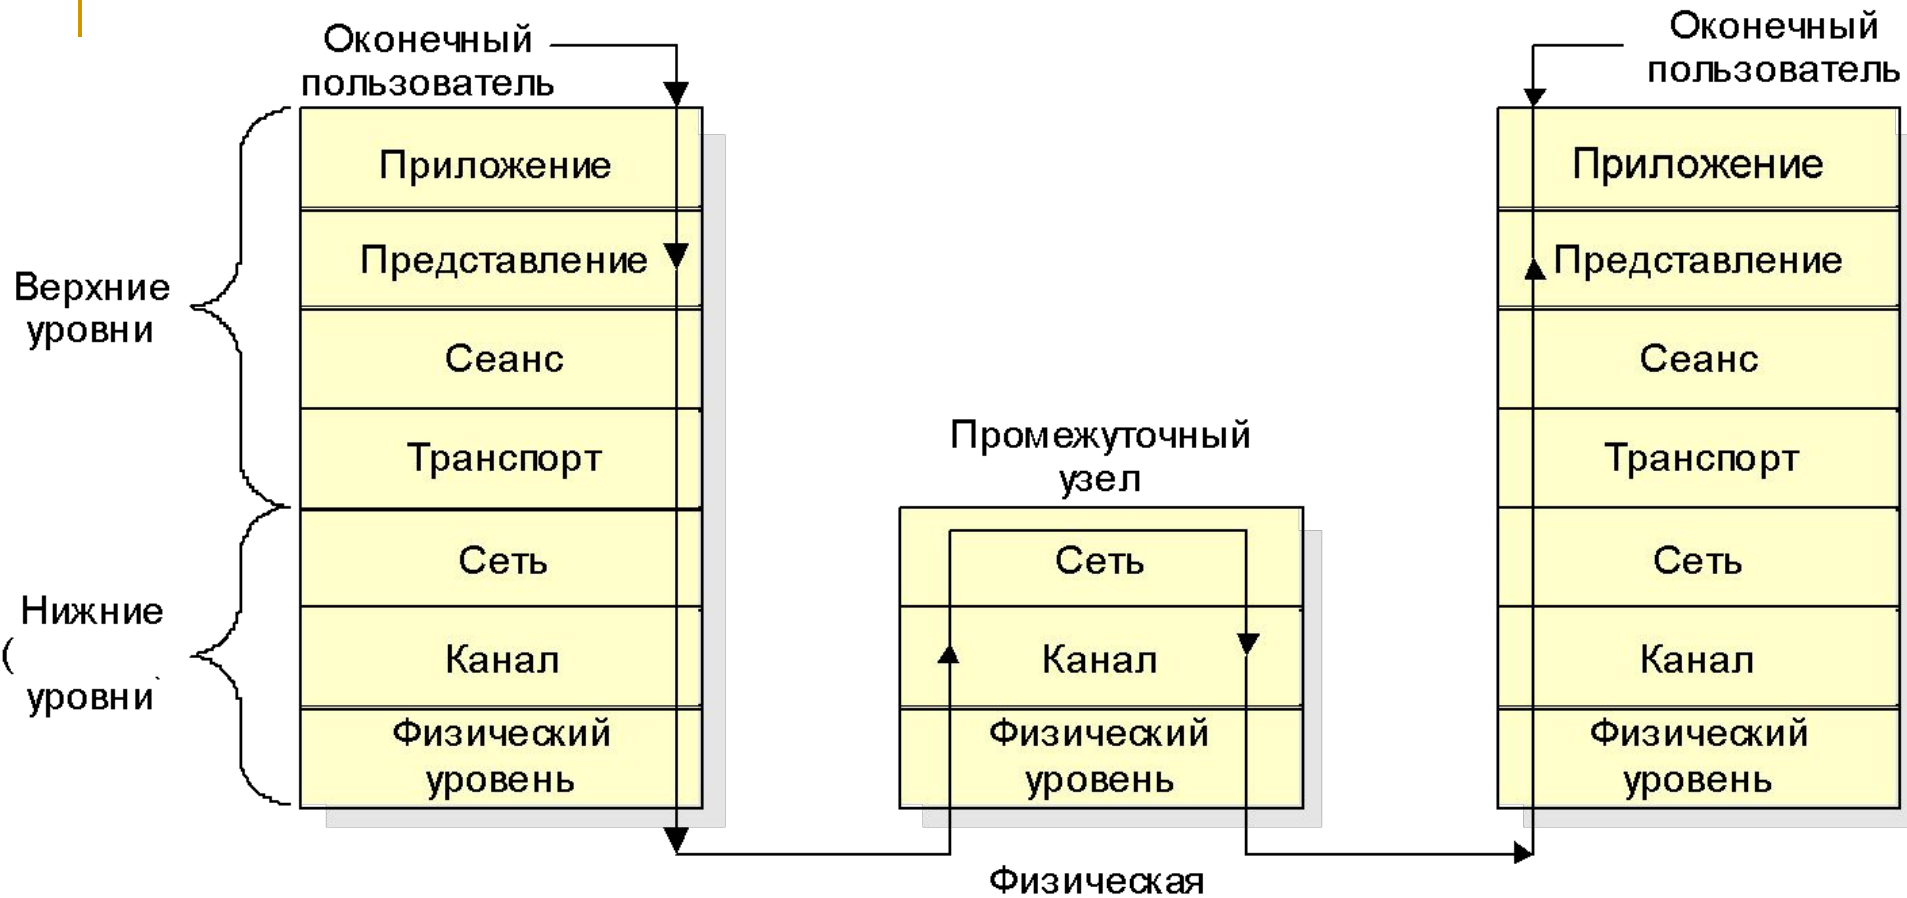 Оконечный
пользователь
Приложение
Представление
Сеанс
Транспорт
Сеть
Канал
Физический
уровень
Верхние
уровни
Нижние
(
уровни
Промежуточный
узел
Сеть
Канал
Физический
уровень
Физическая
Оконечный
пользователь
Приложение
Представление
Сеанс
Транспорт
Сеть
Канал
Физический
уровень